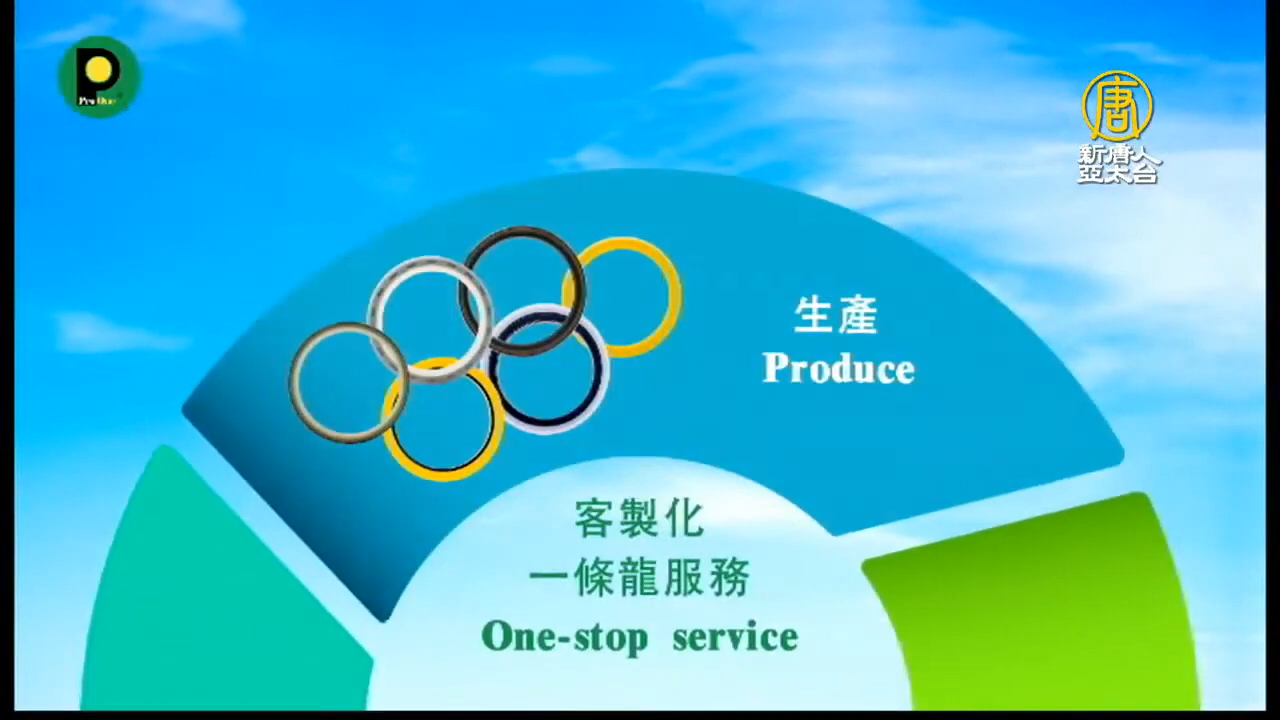 唐
新唐人
亞太台
生產
Produce
客製化
一條龍服務
One-stop service